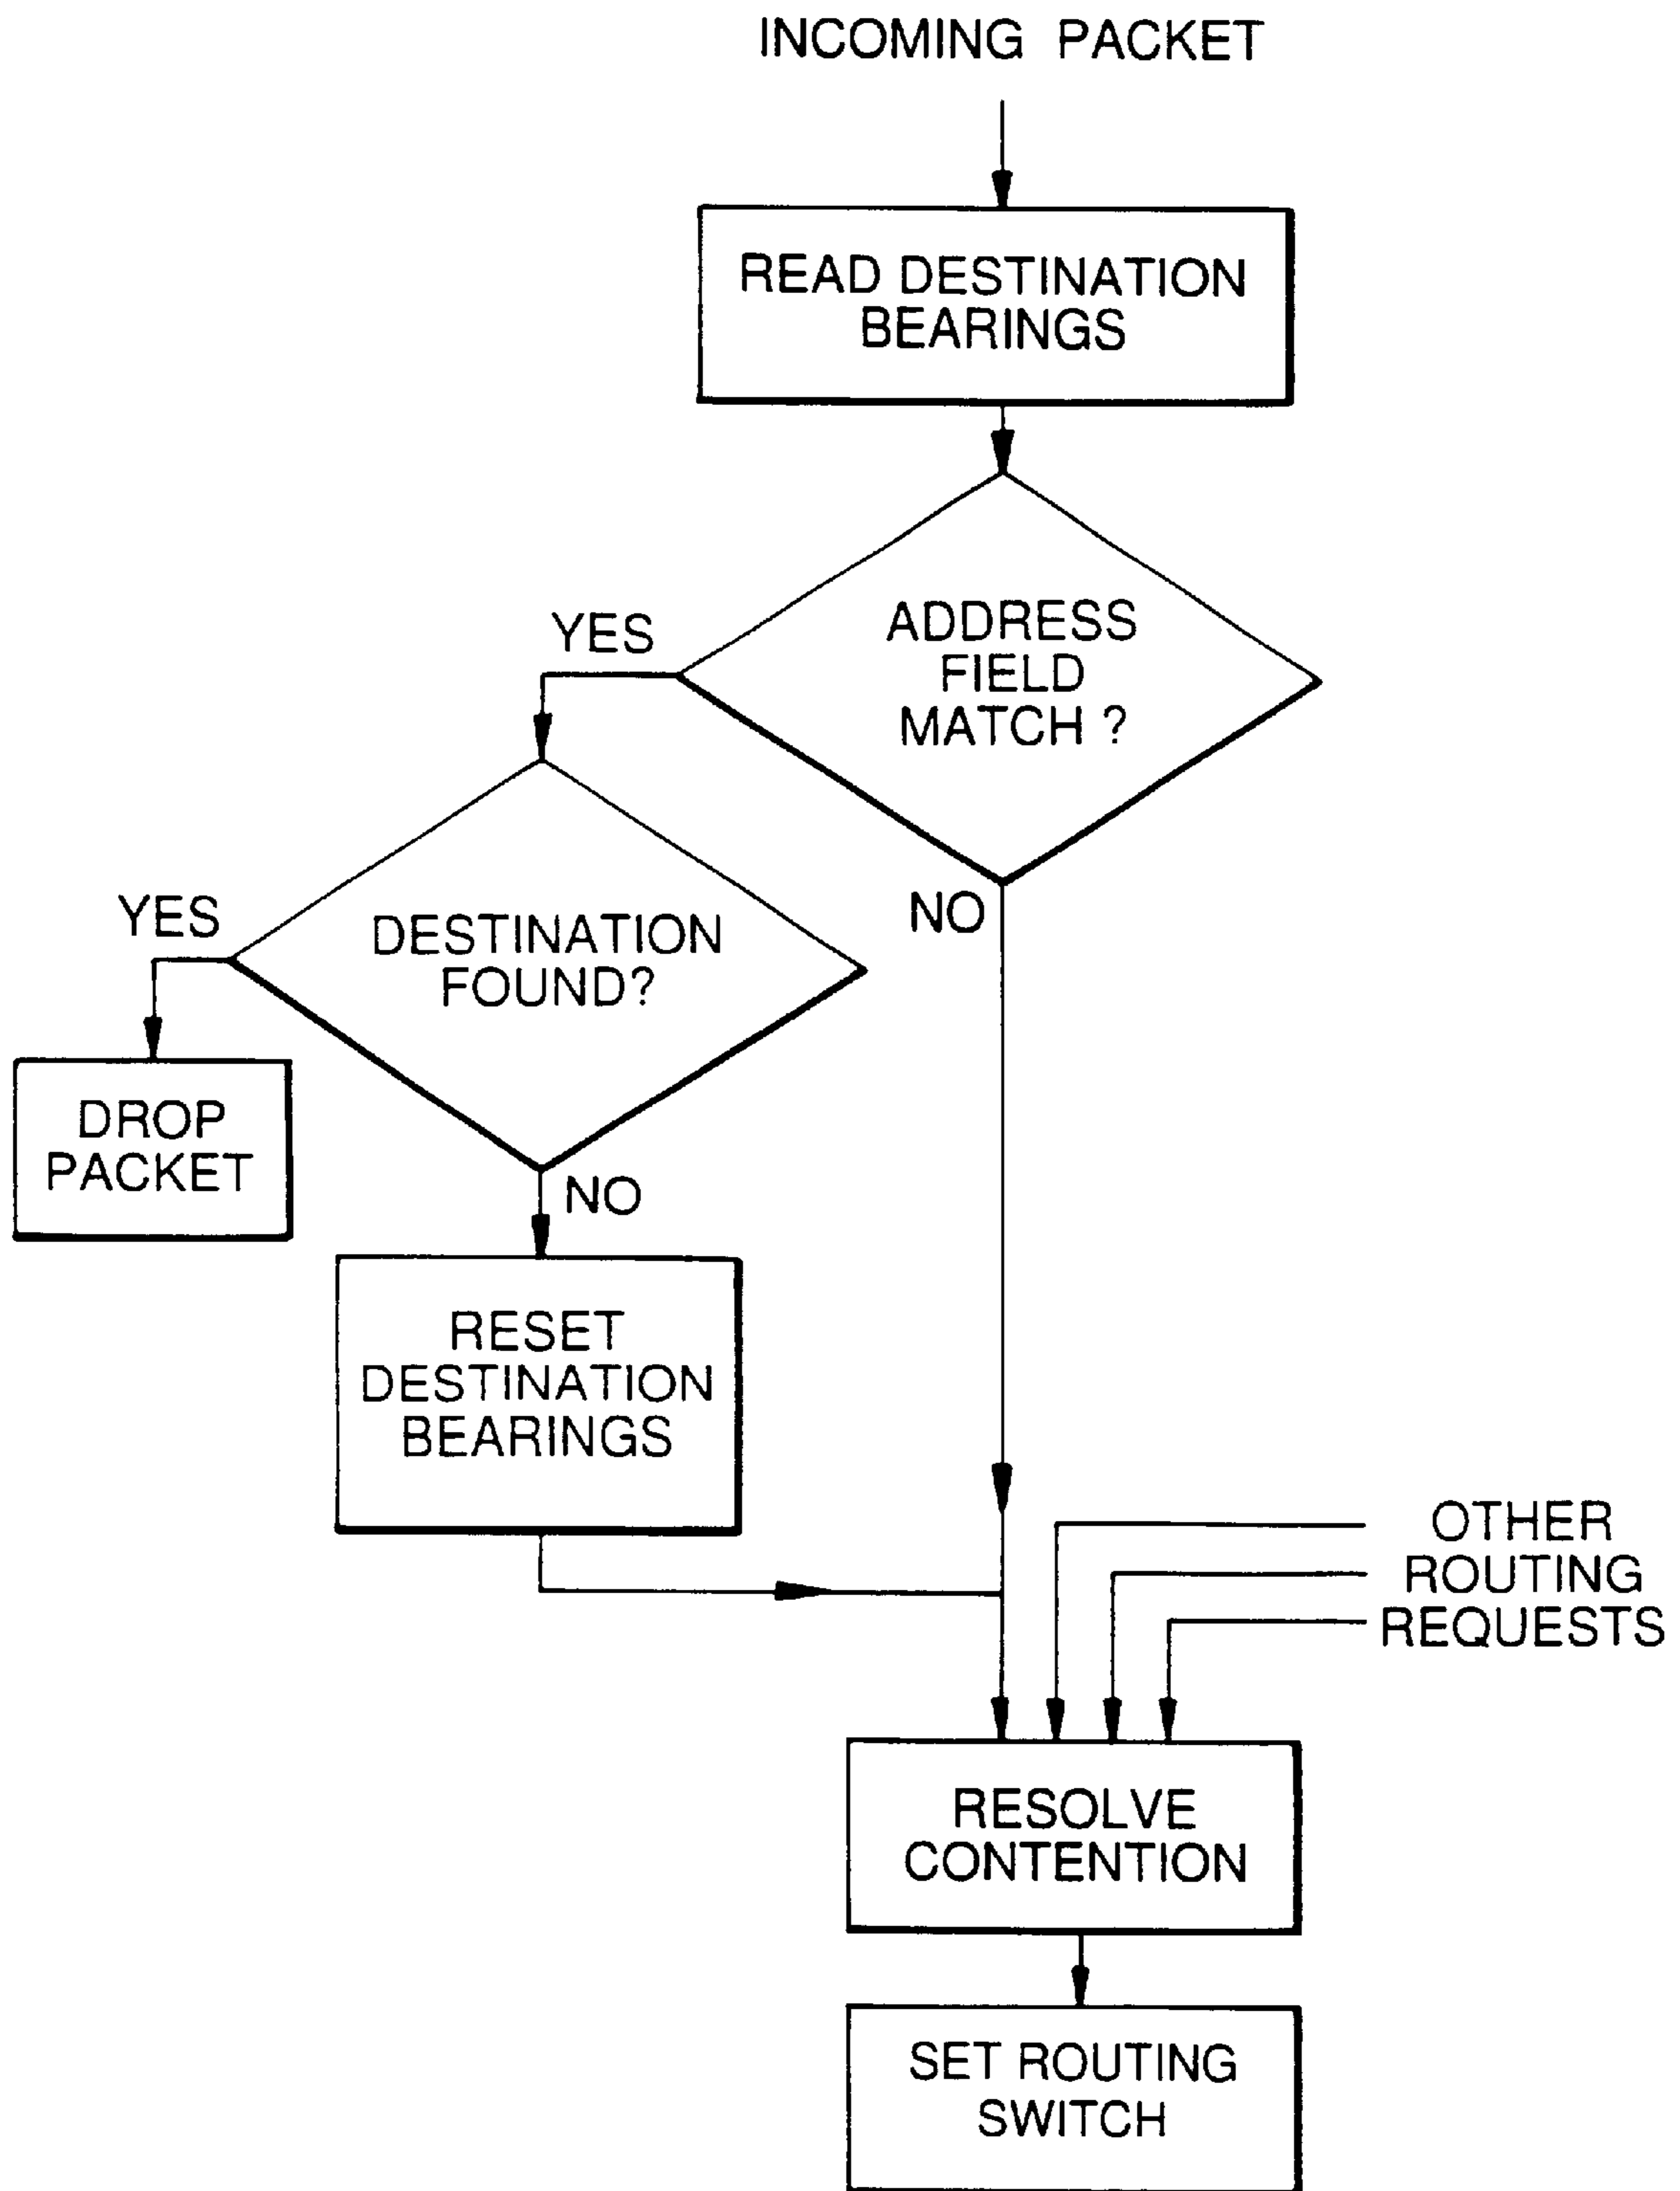 INCOMING PACKET
READ DESTINATION
BEARINGS
ADDRESS
FIELD
MATCH ?
YES
NO
DESTINATION
FOUND?
YES
NO
DROP
PACKET
RESET
DESTINATION
BEARINGS
OTHER
ROUTING
REQUESTS
RESOLVE
CONTENTION
SET ROUTING
SWITCH